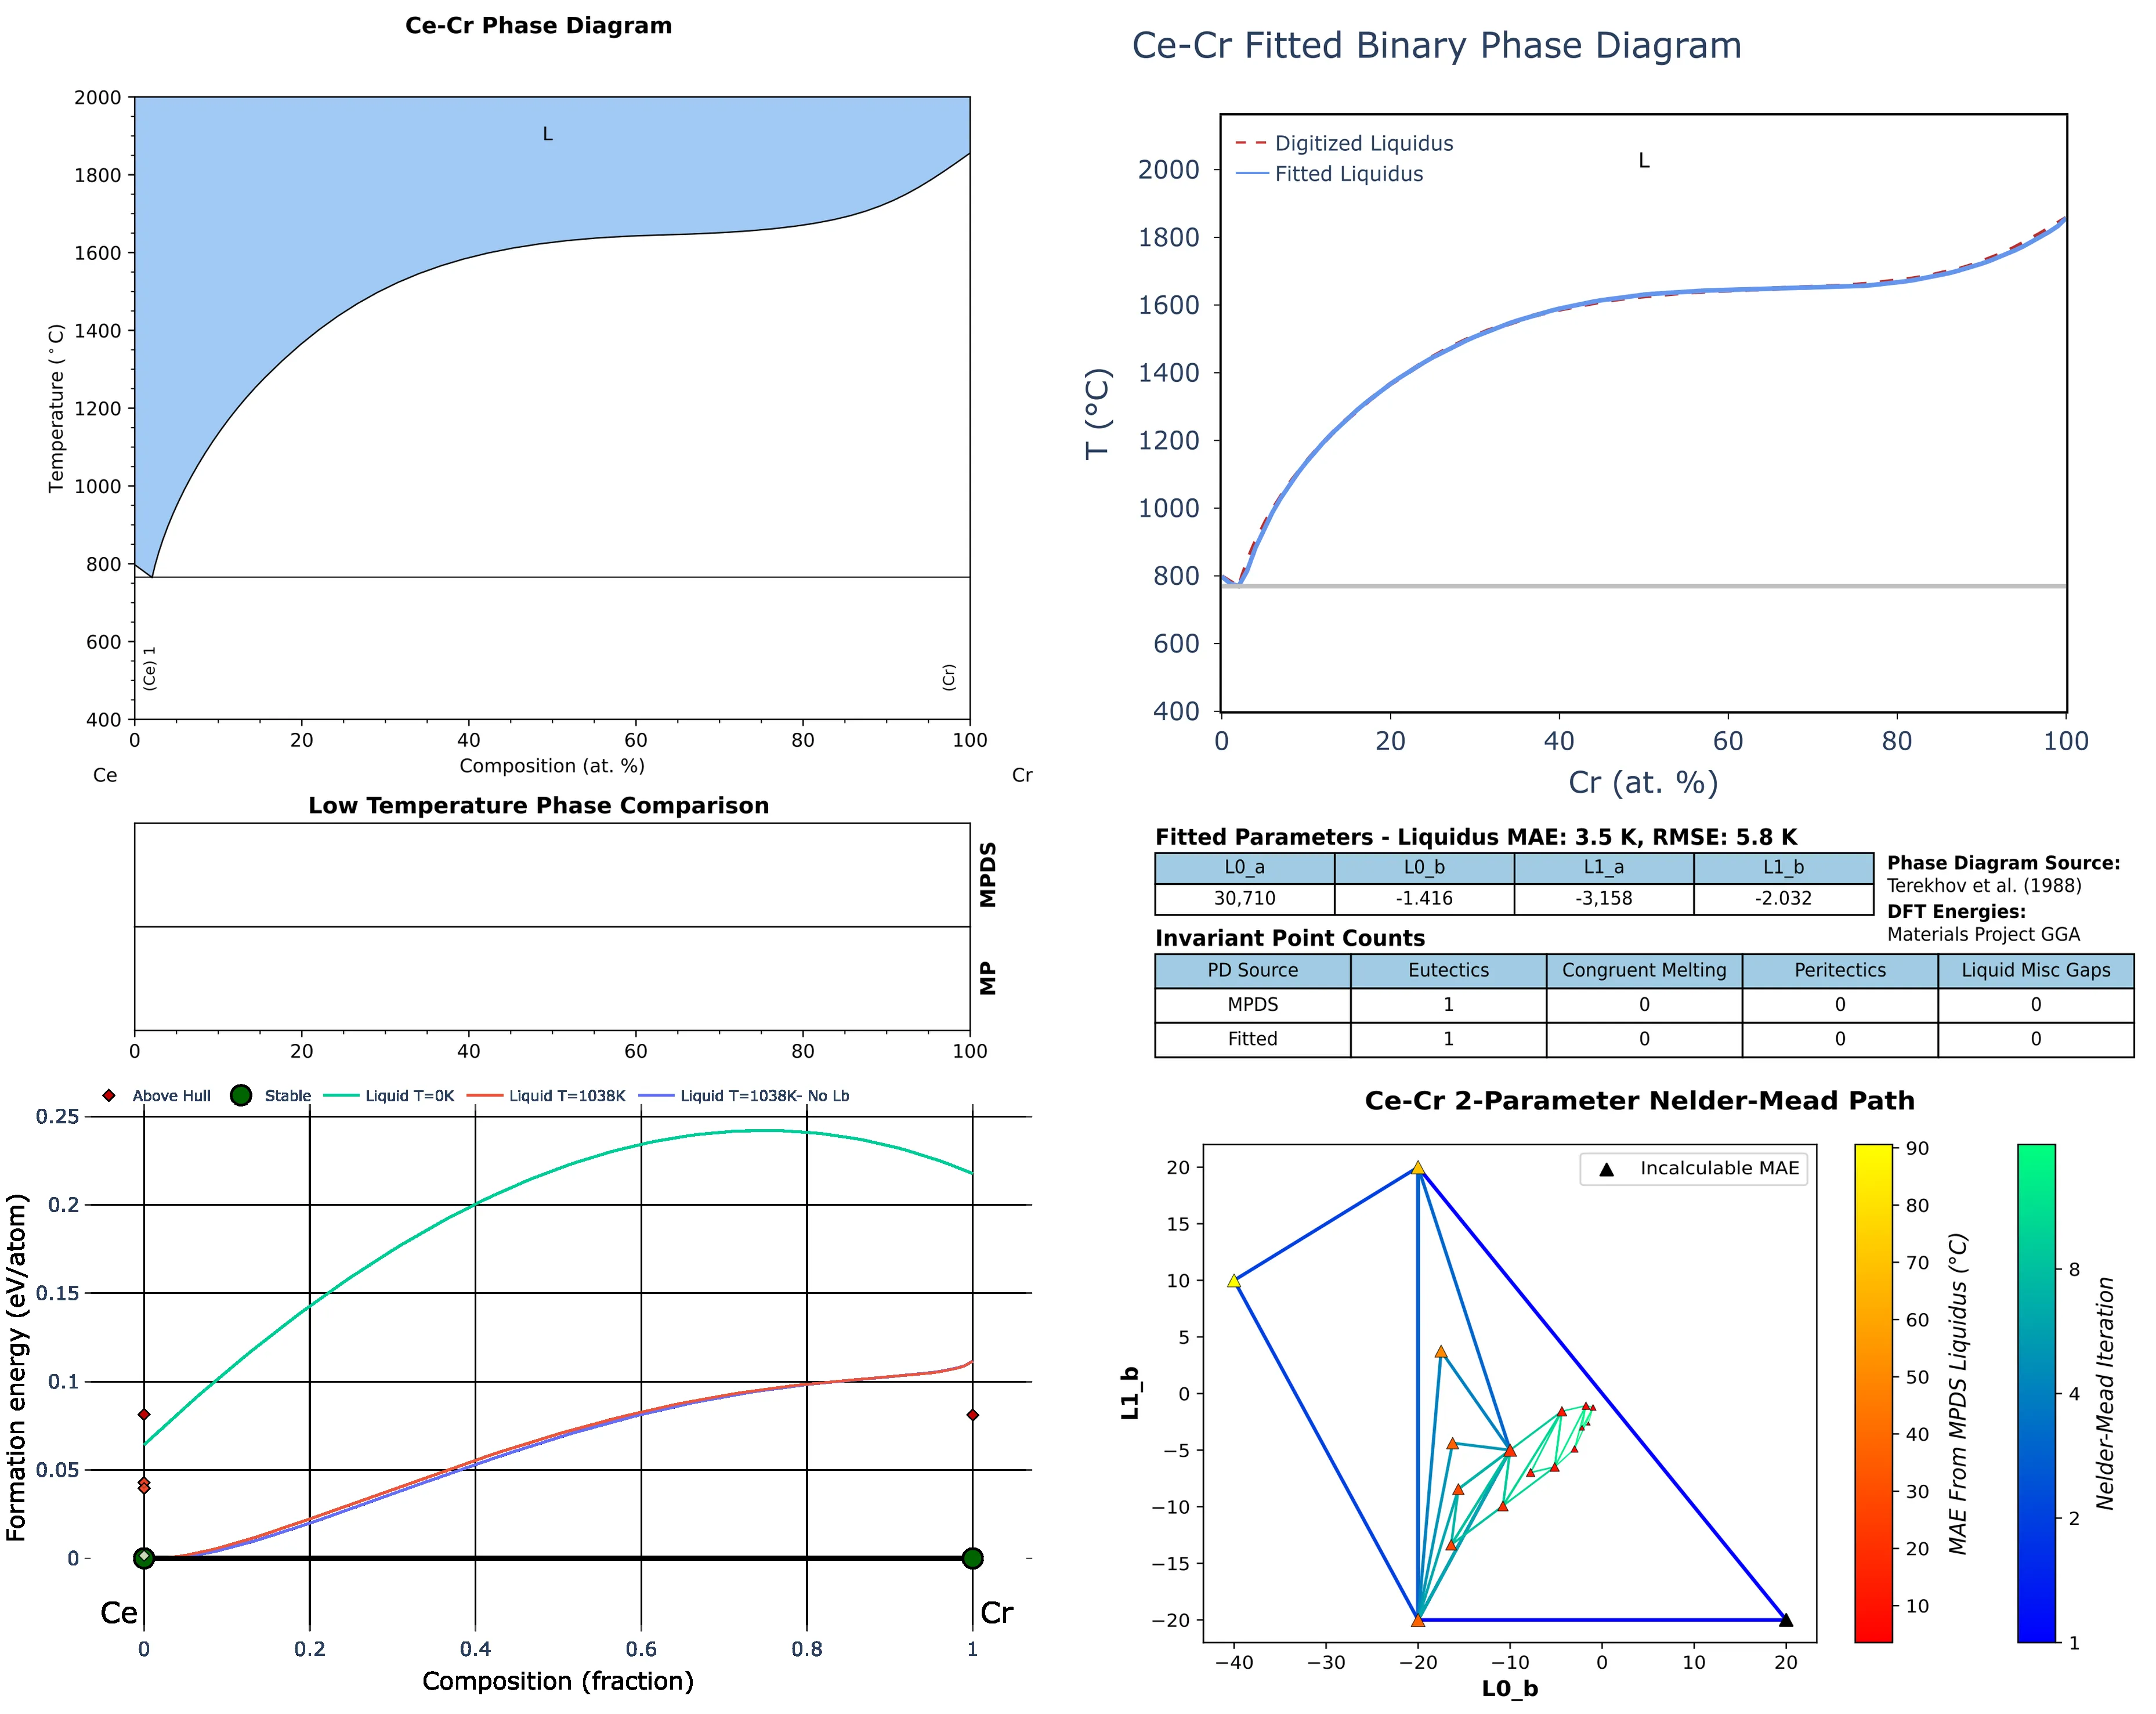 Ce-Cr Phase Diagram
2000
1800
1600
1400
1200
1000
800
600
400
Temperature (°C)
L
(Ce) 1
(Cr)
0 20 40 60 80 100
Composition (at. %)
Ce Cr
Ce-Cr Fitted Binary Phase Diagram
Digitized Liquidus
Fitted Liquidus
L
2000
1800
1600
1400
1200
1000
800
600
400
T (°C)
0 20 40 60 80 100
Cr (at. %)
Low Temperature Phase Comparison
MPDS
MP
0 20 40 60 80 100
Fitted Parameters - Liquidus MAE: 3.5 K, RMSE: 5.8 K
L0_a L0_b L1_a L1_b
30,710 -1.416 -3,158 -2.032
Phase Diagram Source:
Terekhov et al. (1988)
DFT Energies:
Materials Project GGA
Invariant Point Counts
PD Source Eutectics Congruent Melting Peritectics Liquid Misc Gaps
MPDS 1 0 0 0
Fitted 1 0 0 0
Above Hull Stable Liquid T=0K Liquid T=1038K Liquid T=1038K- No Lb
0.25
0.2
0.15
0.1
0.05
0
Formation energy (eV/atom)
Ce Cr
0 0.2 0.4 0.6 0.8 1
Composition (fraction)
Ce-Cr 2-Parameter Nelder-Mead Path
Incalculable MAE
20
15
10
5
0
−5
−10
−15
−20
L1_b
−40 −30 −20 −10 0 10 20
L0_b
90
80
70
60
50
40
30
20
10
MAE From MPDS Liquidus (°C)
8
4
2
1
Nelder-Mead Iteration